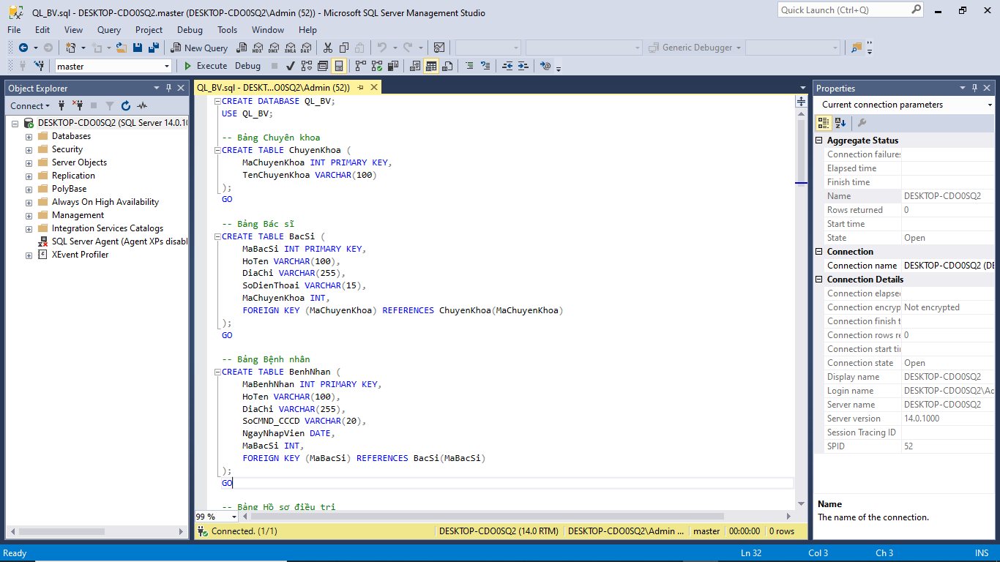 QL_BV.sql - DESKTOP-CDO0SQ2.master (DESKTOP-CDO0SQ2\Admin (52)) - Microsoft SQL Server Management Studio
Quick Launch (Ctrl+Q)
File Edit View Query Project Debug Tools Window Help
New Query
MDX DMX XMLA DAX
Generic Debugger
master
Execute Debug
Object Explorer
Connect
DESKTOP-CDO0SQ2 (SQL Server 14.0.10
Databases
Security
Server Objects
Replication
PolyBase
Always On High Availability
Management
Integration Services Catalogs
SQL Server Agent (Agent XPs disabl
XEvent Profiler
QL_BV.sql - DESKT...O0SQ2\Admin (52))
CREATE DATABASE QL_BV;
USE QL_BV;
-- Bảng Chuyên khoa
CREATE TABLE ChuyenKhoa (
MaChuyenKhoa INT PRIMARY KEY,
TenChuyenKhoa VARCHAR(100)
);
GO
-- Bảng Bác sĩ
CREATE TABLE BacSi (
MaBacSi INT PRIMARY KEY,
HoTen VARCHAR(100),
DiaChi VARCHAR(255),
SoDienThoai VARCHAR(15),
MaChuyenKhoa INT,
FOREIGN KEY (MaChuyenKhoa) REFERENCES ChuyenKhoa(MaChuyenKhoa)
);
GO
-- Bảng Bệnh nhân
CREATE TABLE BenhNhan (
MaBenhNhan INT PRIMARY KEY,
HoTen VARCHAR(100),
DiaChi VARCHAR(255),
SoCMND_CCCD VARCHAR(20),
NgayNhapVien DATE,
MaBacSi INT,
FOREIGN KEY (MaBacSi) REFERENCES BacSi(MaBacSi)
);
GO
-- Bảng Hồ sơ điều trị
99 %
Connected. (1/1)
DESKTOP-CDO0SQ2 (14.0 RTM)
DESKTOP-CDO0SQ2\Admin ...
master
00:00:00
0 rows
Properties
Current connection parameters
Aggregate Status
Connection failures
Elapsed time
Finish time
Name DESKTOP-CDO0SQ2
Rows returned 0
Start time
State Open
Connection
Connection name DESKTOP-CDO0SQ2 (DE
Connection Details
Connection elapse
Connection encryp Not encrypted
Connection finish t
Connection rows re 0
Connection start ti
Connection state Open
Display name DESKTOP-CDO0SQ2
Login name DESKTOP-CDO0SQ2\Ad
Server name DESKTOP-CDO0SQ2
Server version 14.0.1000
Session Tracing ID
SPID 52
Name
The name of the connection.
Ready
Ln 32
Col 3
Ch 3
INS